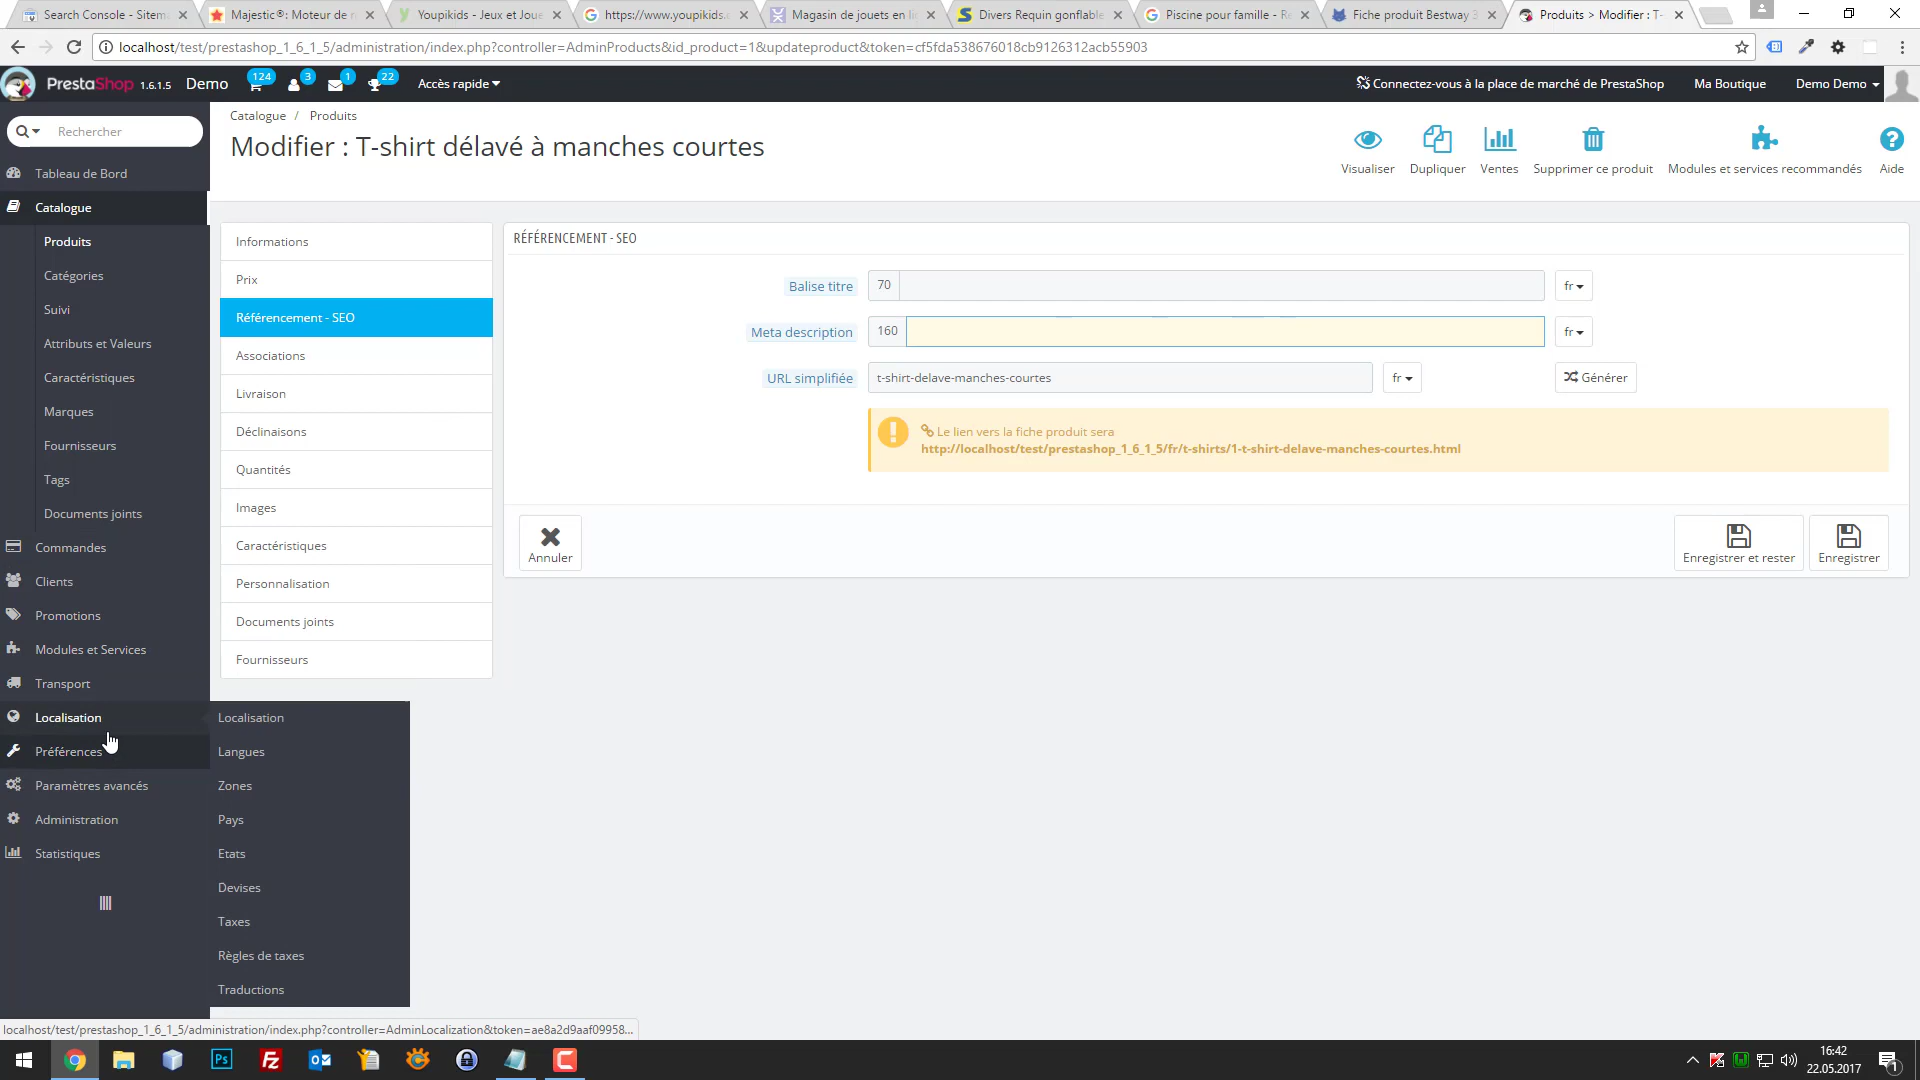 Search Console - Sitem
Majestic®: Moteur de r
Youpikids - Jeux et Joue
https://www.youpikids.
Magasin de jouets en li
Divers Requin gonflable
Piscine pour famille - R
Fiche produit Bestway 3
Produits > Modifier : T-
localhost/test/prestashop_1_6_1_5/administration/index.php?controller=AdminProducts&id_product=1&updateproduct&token=cf5fda538676018cb9126312acb55903
PrestaShop 1.6.1.5
Demo
124
3
1
22
Accès rapide
Connectez-vous à la place de marché de PrestaShop
Ma Boutique
Demo Demo
Rechercher
Catalogue / Produits
Modifier : T-shirt délavé à manches courtes
Visualiser
Dupliquer
Ventes
Supprimer ce produit
Modules et services recommandés
Aide
Tableau de Bord
Catalogue
Produits
Catégories
Suivi
Attributs et Valeurs
Caractéristiques
Marques
Fournisseurs
Tags
Documents joints
Commandes
Clients
Promotions
Modules et Services
Transport
Localisation
Préférences
Paramètres avancés
Administration
Statistiques
Informations
Prix
Référencement - SEO
Associations
Livraison
Déclinaisons
Quantités
Images
Caractéristiques
Personnalisation
Documents joints
Fournisseurs
RÉFÉRENCEMENT - SEO
Balise titre
70
fr
Meta description
160
fr
URL simplifiée
t-shirt-delave-manches-courtes
fr
Générer
Le lien vers la fiche produit sera
http://localhost/test/prestashop_1_6_1_5/fr/t-shirts/1-t-shirt-delave-manches-courtes.html
Annuler
Enregistrer et rester
Enregistrer
Localisation
Langues
Zones
Pays
Etats
Devises
Taxes
Règles de taxes
Traductions
localhost/test/prestashop_1_6_1_5/administration/index.php?controller=AdminLocalization&token=ae8a2d9aaf09958...
16:42
22.05.2017
1